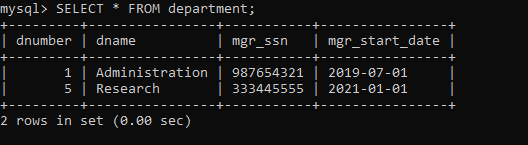 mysql> SELECT * FROM department;
+---------+----------------+-----------+----------------+
| dnumber | dname          | mgr_ssn   | mgr_start_date |
+---------+----------------+-----------+----------------+
|       1 | Administration | 987654321 | 2019-07-01     |
|       5 | Research       | 333445555 | 2021-01-01     |
+---------+----------------+-----------+----------------+
2 rows in set (0.00 sec)